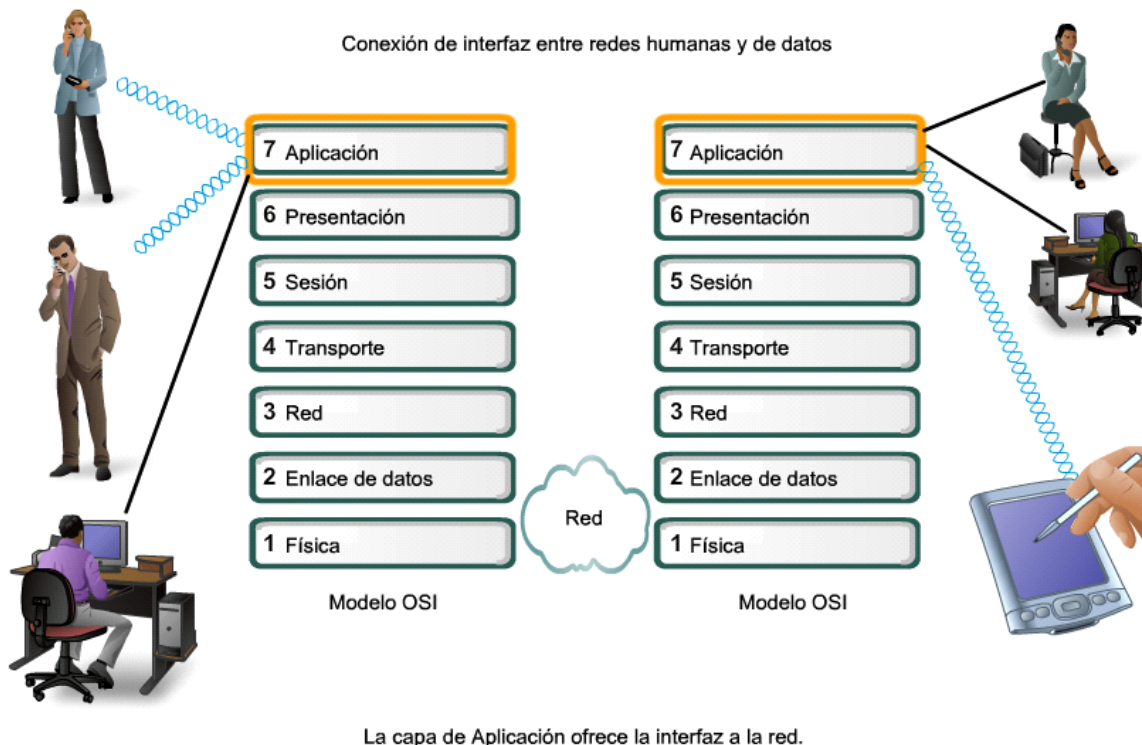 Conexión de interfaz entre redes humanas y de datos
7 Aplicación
6 Presentación
5 Sesión
4 Transporte
3 Red
2 Enlace de datos
1 Física
Modelo OSI
Red
7 Aplicación
6 Presentación
5 Sesión
4 Transporte
3 Red
2 Enlace de datos
1 Física
Modelo OSI
La capa de Aplicación ofrece la interfaz a la red.